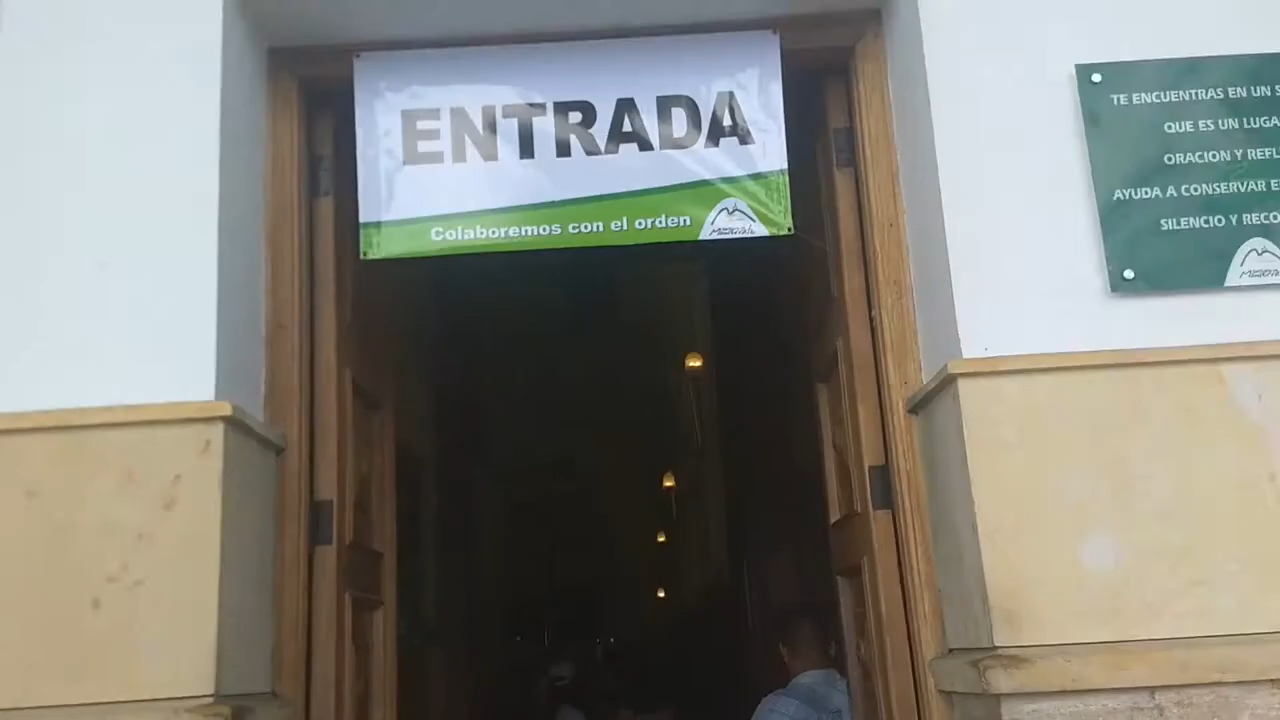 ENTRADA
Colaboremos con el orden
TE ENCUENTRAS EN UN S
QUE ES UN LUGA
ORACION Y REFL
AYUDA A CONSERVAR E
SILENCIO Y RECO